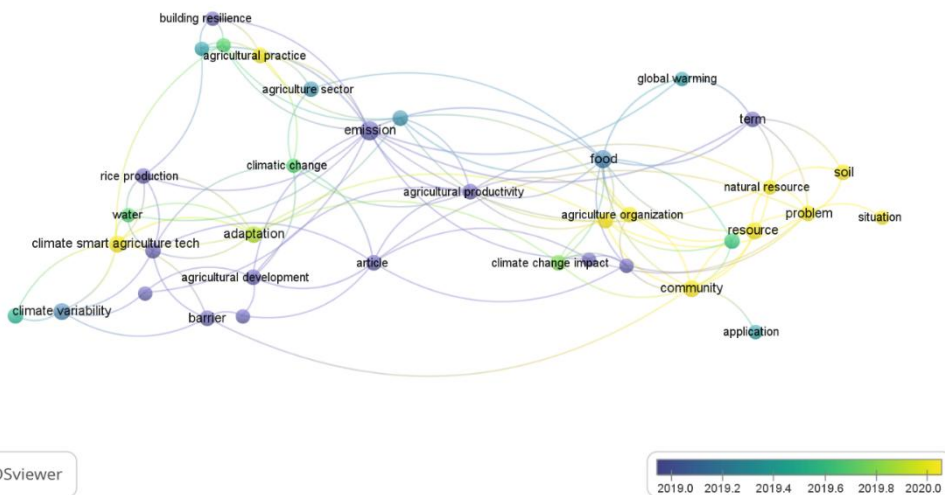 building resilience
agricultural practice
agriculture sector
global warming
term
emission
food
climatic change
soil
rice production
natural resource
agricultural productivity
water
agriculture organization
problem
situation
resource
adaptation
climate smart agriculture tech
article
climate change impact
agricultural development
community
climate variability
barrier
application
OSviewer
2019.0 2019.2 2019.4 2019.6 2019.8 2020.0